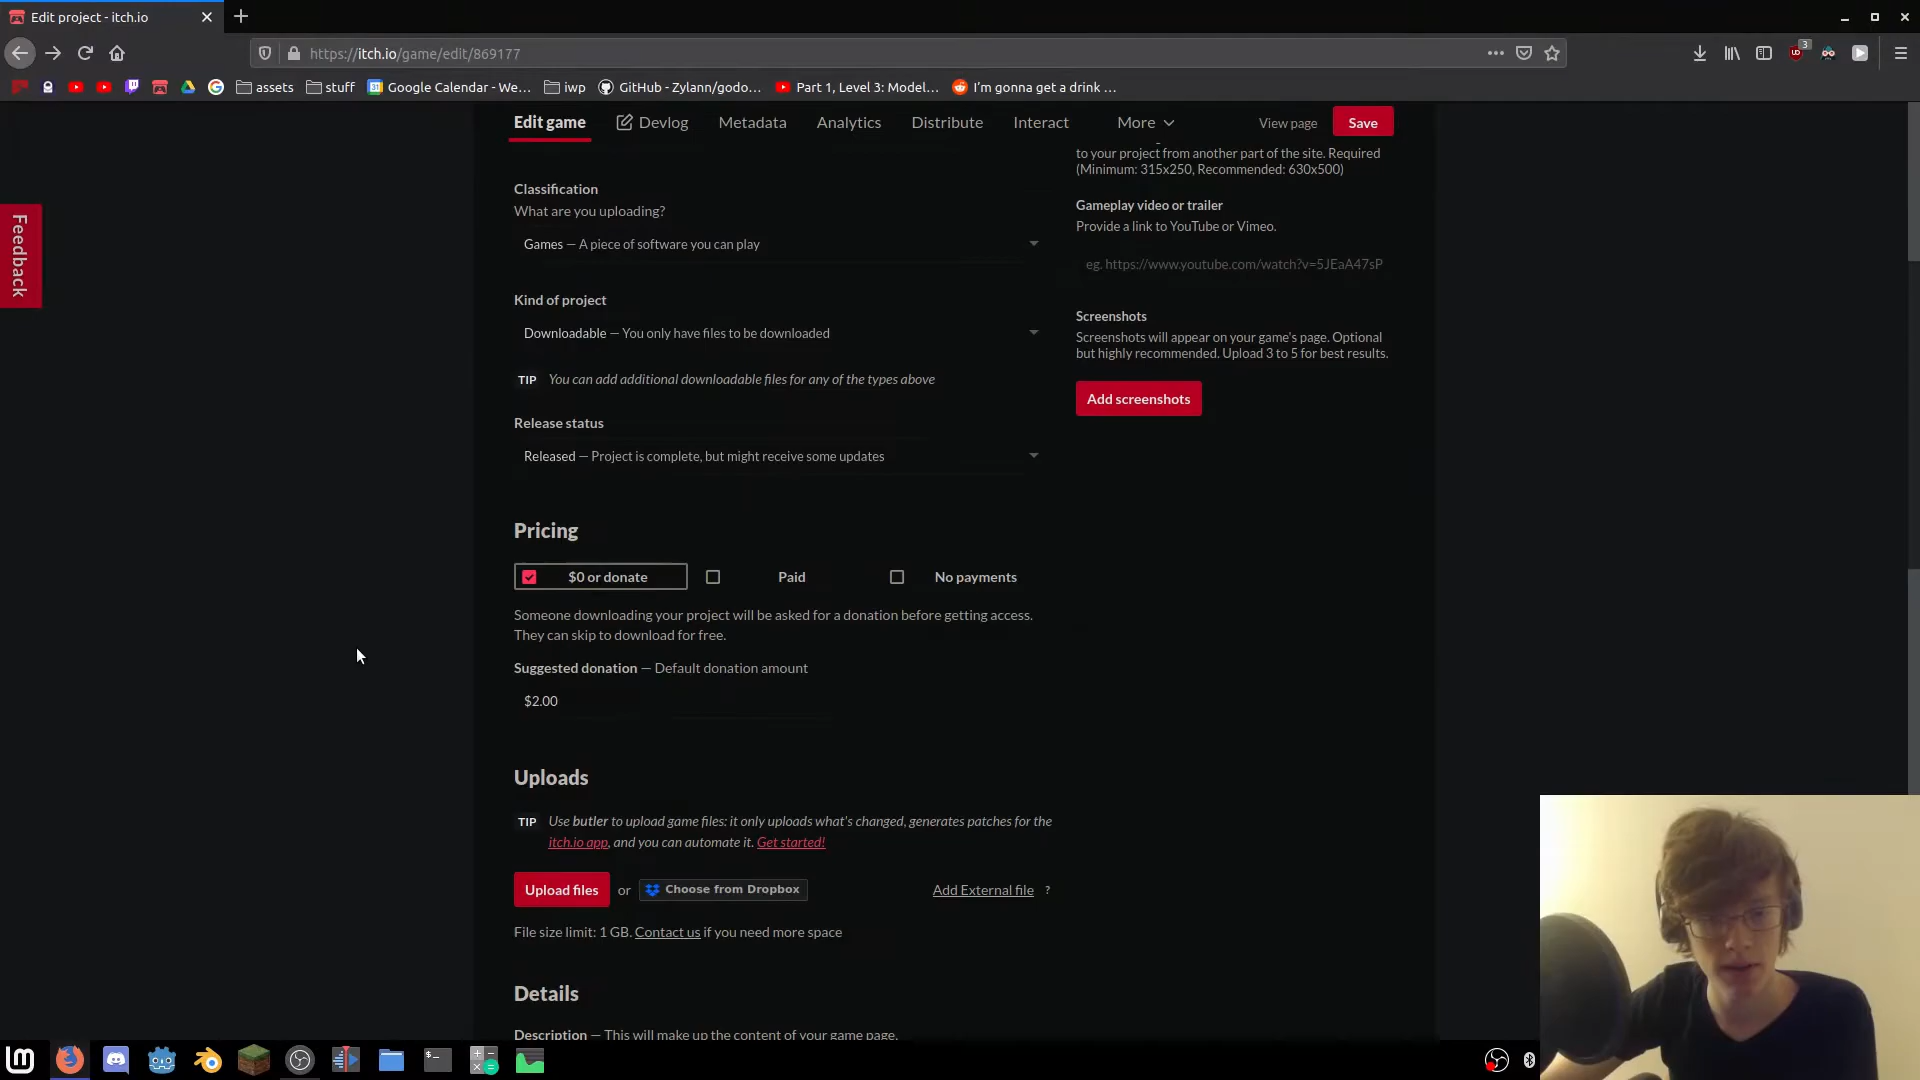 Edit project - itch.io
https://itch.io/game/edit/869177
3
assets
stuff
Google Calendar - We...
iwp
GitHub - Zylann/godo...
Part 1, Level 3: Model...
I'm gonna get a drink ...
Edit game
Devlog
Metadata
Analytics
Distribute
Interact
More
View page
Save
Feedback
Classification
What are you uploading?
Games — A piece of software you can play
Kind of project
Downloadable — You only have files to be downloaded
TIP You can add additional downloadable files for any of the types above
Release status
Released — Project is complete, but might receive some updates
Pricing
$0 or donate
Paid
No payments
Someone downloading your project will be asked for a donation before getting access.
They can skip to download for free.
Suggested donation — Default donation amount
$2.00
Uploads
TIP Use butler to upload game files: it only uploads what's changed, generates patches for the
itch.io app, and you can automate it. Get started!
Upload files or Choose from Dropbox
Add External file ?
File size limit: 1 GB. Contact us if you need more space
Details
Description — This will make up the content of your game page.
to your project from another part of the site. Required
(Minimum: 315x250, Recommended: 630x500)
Gameplay video or trailer
Provide a link to YouTube or Vimeo.
eg. https://www.youtube.com/watch?v=5JEaA47sP
Screenshots
Screenshots will appear on your game's page. Optional
but highly recommended. Upload 3 to 5 for best results.
Add screenshots